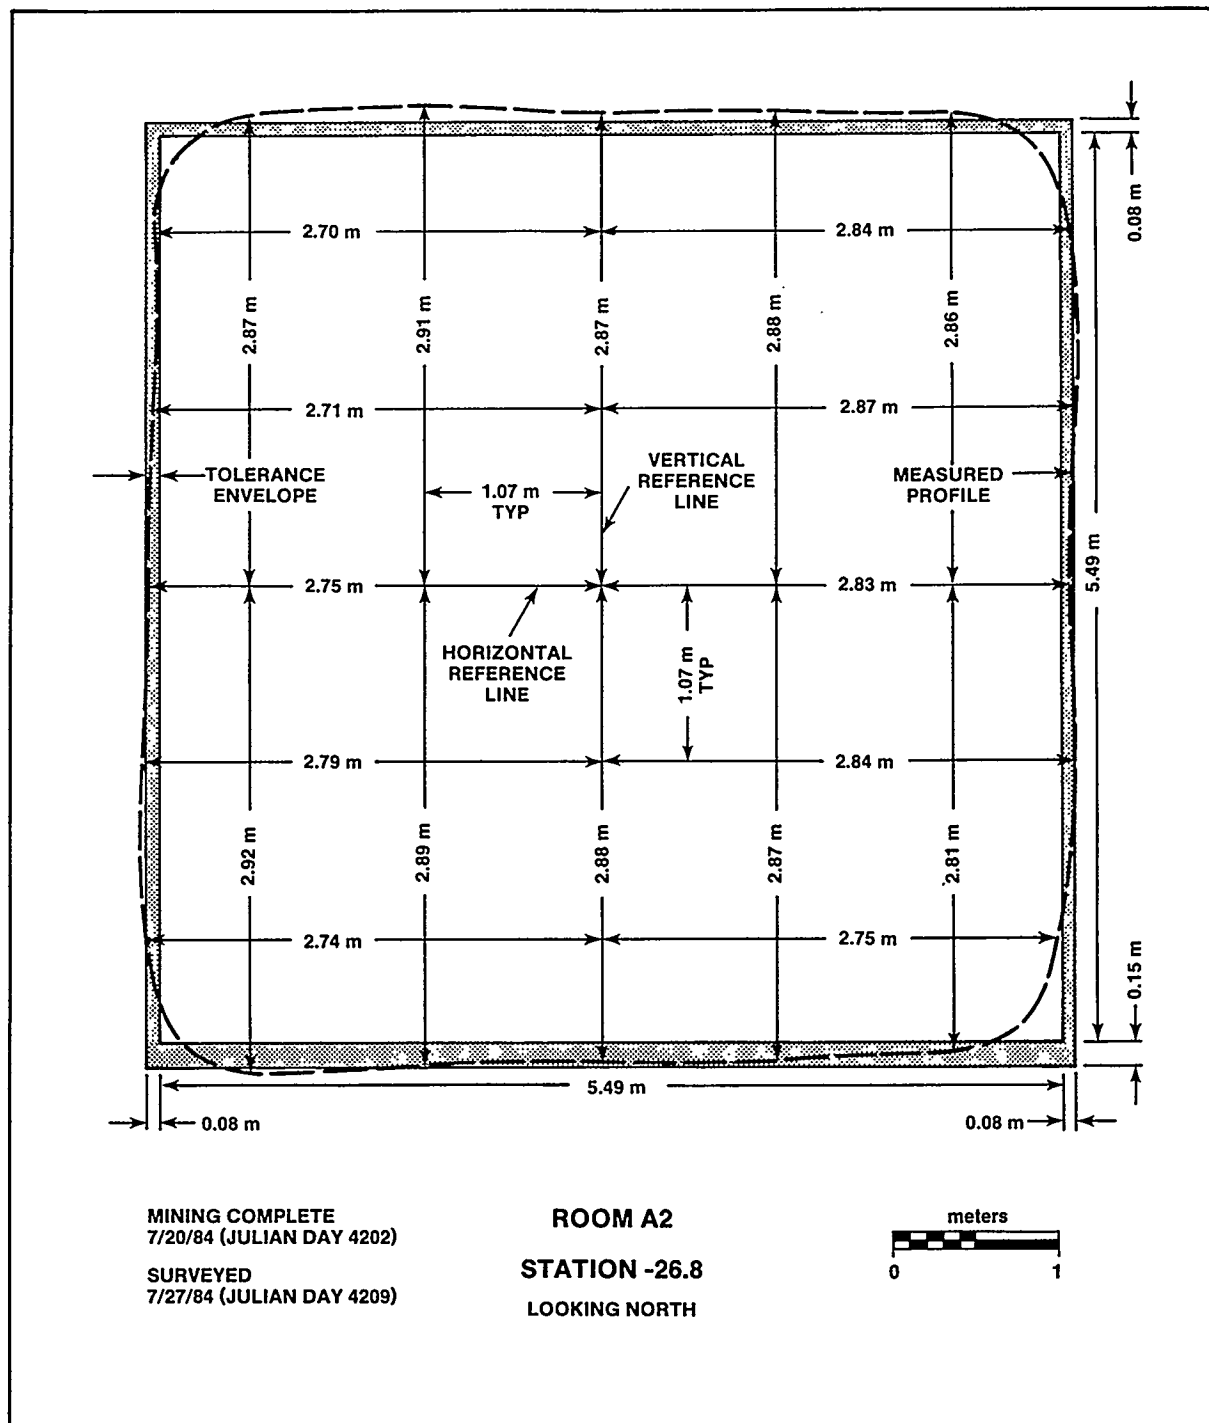 0.08 m
2.70 m
2.84 m
2.87 m
2.91 m
2.87 m
2.88 m
2.86 m
2.71 m
2.87 m
TOLERANCE
ENVELOPE
1.07 m
TYP
VERTICAL
REFERENCE
LINE
MEASURED
PROFILE
5.49 m
2.75 m
2.83 m
HORIZONTAL
REFERENCE
LINE
1.07 m
TYP
2.79 m
2.84 m
2.92 m
2.89 m
2.88 m
2.87 m
2.81 m
2.74 m
2.75 m
0.15 m
5.49 m
0.08 m
0.08 m
MINING COMPLETE
7/20/84 (JULIAN DAY 4202)
SURVEYED
7/27/84 (JULIAN DAY 4209)
ROOM A2
STATION -26.8
LOOKING NORTH
meters
0 1